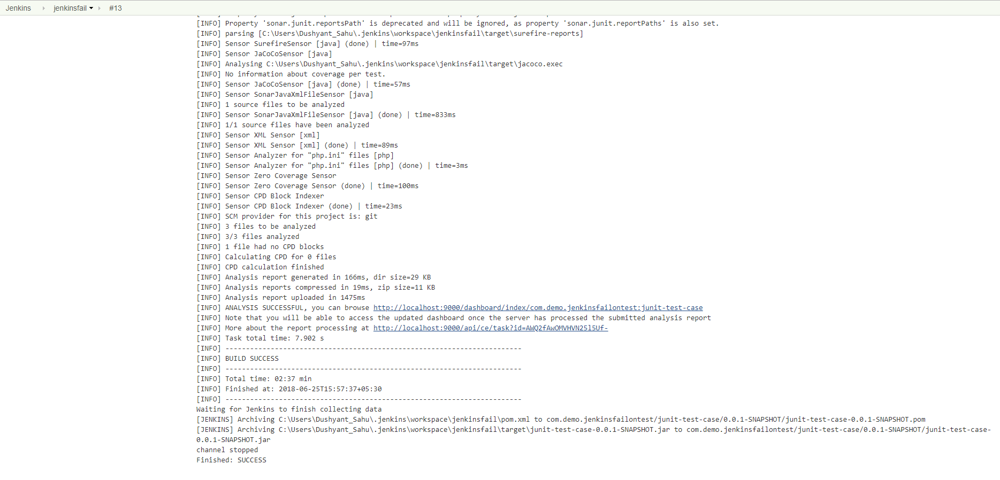 Jenkins jenkinsfail #13
[INFO] Property 'sonar.junit.reportsPath' is deprecated and will be ignored, as property 'sonar.junit.reportPaths' is also set.
[INFO] parsing [C:\Users\Dushyant_Sahu\.jenkins\workspace\jenkinsfail\target\surefire-reports]
[INFO] Sensor SurefireSensor [java] (done) | time=97ms
[INFO] Sensor JaCoCoSensor [java]
[INFO] Analysing C:\Users\Dushyant_Sahu\.jenkins\workspace\jenkinsfail\target\jacoco.exec
[INFO] No information about coverage per test.
[INFO] Sensor JaCoCoSensor [java] (done) | time=57ms
[INFO] Sensor SonarJavaXmlFileSensor [java]
[INFO] 1 source files to be analyzed
[INFO] Sensor SonarJavaXmlFileSensor [java] (done) | time=833ms
[INFO] 1/1 source files have been analyzed
[INFO] Sensor XML Sensor [xml]
[INFO] Sensor XML Sensor [xml] (done) | time=89ms
[INFO] Sensor Analyzer for "php.ini" files [php]
[INFO] Sensor Analyzer for "php.ini" files [php] (done) | time=3ms
[INFO] Sensor Zero Coverage Sensor
[INFO] Sensor Zero Coverage Sensor (done) | time=100ms
[INFO] Sensor CPD Block Indexer
[INFO] Sensor CPD Block Indexer (done) | time=23ms
[INFO] SCM provider for this project is: git
[INFO] 3 files to be analyzed
[INFO] 3/3 files analyzed
[INFO] 1 file had no CPD blocks
[INFO] Calculating CPD for 0 files
[INFO] CPD calculation finished
[INFO] Analysis report generated in 166ms, dir size=29 KB
[INFO] Analysis reports compressed in 19ms, zip size=11 KB
[INFO] Analysis report uploaded in 1475ms
[INFO] ANALYSIS SUCCESSFUL, you can browse http://localhost:9000/dashboard/index/com.demo.jenkinsfailontest:junit-test-case
[INFO] Note that you will be able to access the updated dashboard once the server has processed the submitted analysis report
[INFO] More about the report processing at http://localhost:9000/api/ce/task?id=AWQ2fAwOMVHVN25l5Uf-
[INFO] Task total time: 7.902 s
[INFO] ------------------------------------------------------------------------
[INFO] BUILD SUCCESS
[INFO] ------------------------------------------------------------------------
[INFO] Total time: 02:37 min
[INFO] Finished at: 2018-06-25T15:57:37+05:30
[INFO] ------------------------------------------------------------------------
Waiting for Jenkins to finish collecting data
[JENKINS] Archiving C:\Users\Dushyant_Sahu\.jenkins\workspace\jenkinsfail\pom.xml to com.demo.jenkinsfailontest/junit-test-case/0.0.1-SNAPSHOT/junit-test-case-0.0.1-SNAPSHOT.pom
[JENKINS] Archiving C:\Users\Dushyant_Sahu\.jenkins\workspace\jenkinsfail\target\junit-test-case-0.0.1-SNAPSHOT.jar to com.demo.jenkinsfailontest/junit-test-case/0.0.1-SNAPSHOT/junit-test-case-
0.0.1-SNAPSHOT.jar
channel stopped
Finished: SUCCESS